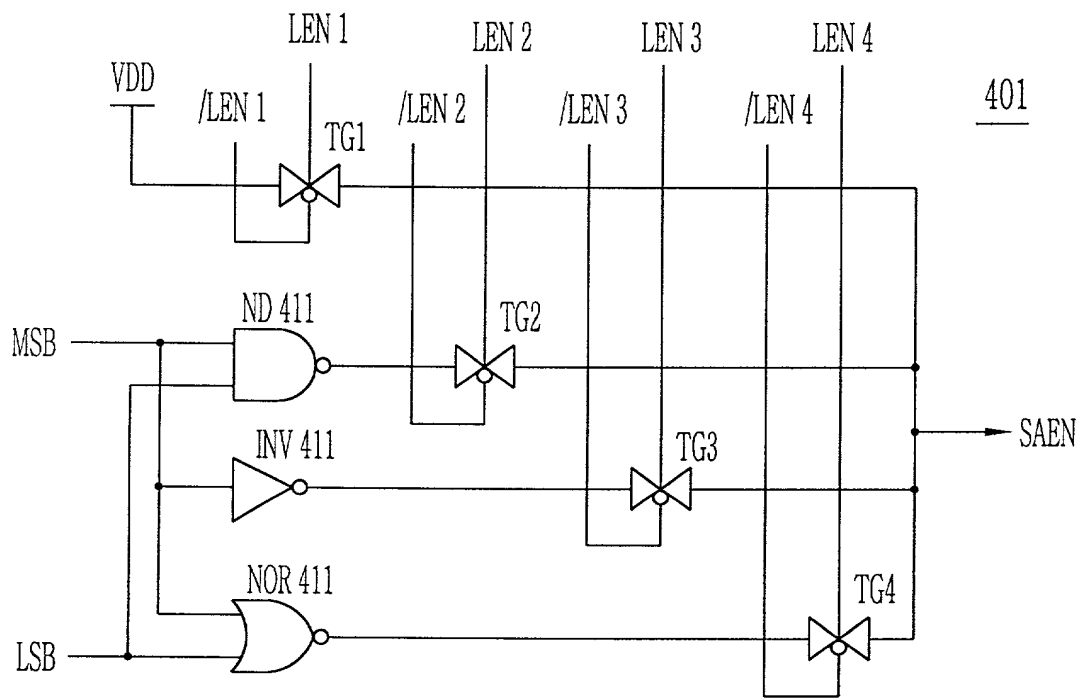 LEN 1
LEN 2
LEN 3
LEN 4
VDD
/LEN 1
/LEN 2
/LEN 3
/LEN 4
401
TG1
ND 411
TG2
MSB
INV 411
TG3
SAEN
NOR 411
TG4
LSB